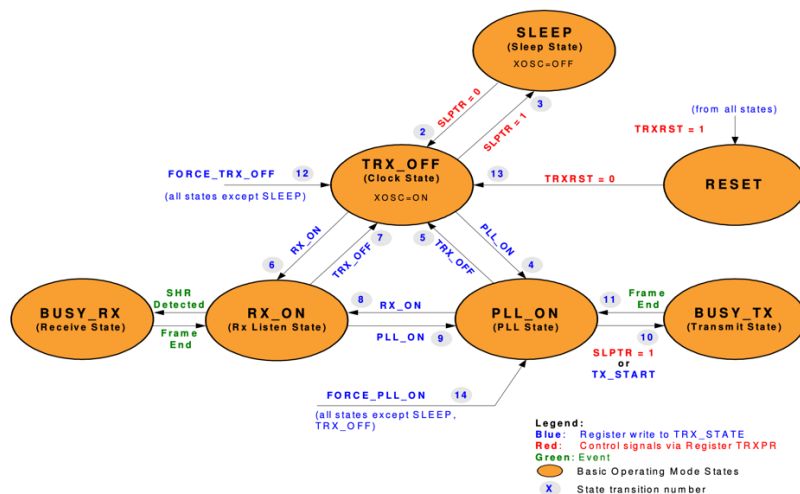 SLEEP
(Sleep State)
XOSC=OFF
SLPTR = 0
2
3
SLPTR = 1
(from all states)
TRXRST = 1
FORCE_TRX_OFF 12
(all states except SLEEP)
TRX_OFF
(Clock State)
XOSC=ON
13
TRXRST = 0
RESET
RX_ON
7
6
TRX_OFF
5
TRX_OFF
PLL_ON
4
BUSY_RX
(Receive State)
SHR
Detected
Frame
End
RX_ON
(Rx Listen State)
8 RX_ON
PLL_ON 9
PLL_ON
(PLL State)
11 Frame
End
10
SLPTR = 1
or
TX_START
BUSY_TX
(Transmit State)
FORCE_PLL_ON 14
(all states except SLEEP,
TRX_OFF)
Legend:
Blue: Register write to TRX_STATE
Red: Control signals via Register TRXPR
Green: Event
Basic Operating Mode States
X State transition number